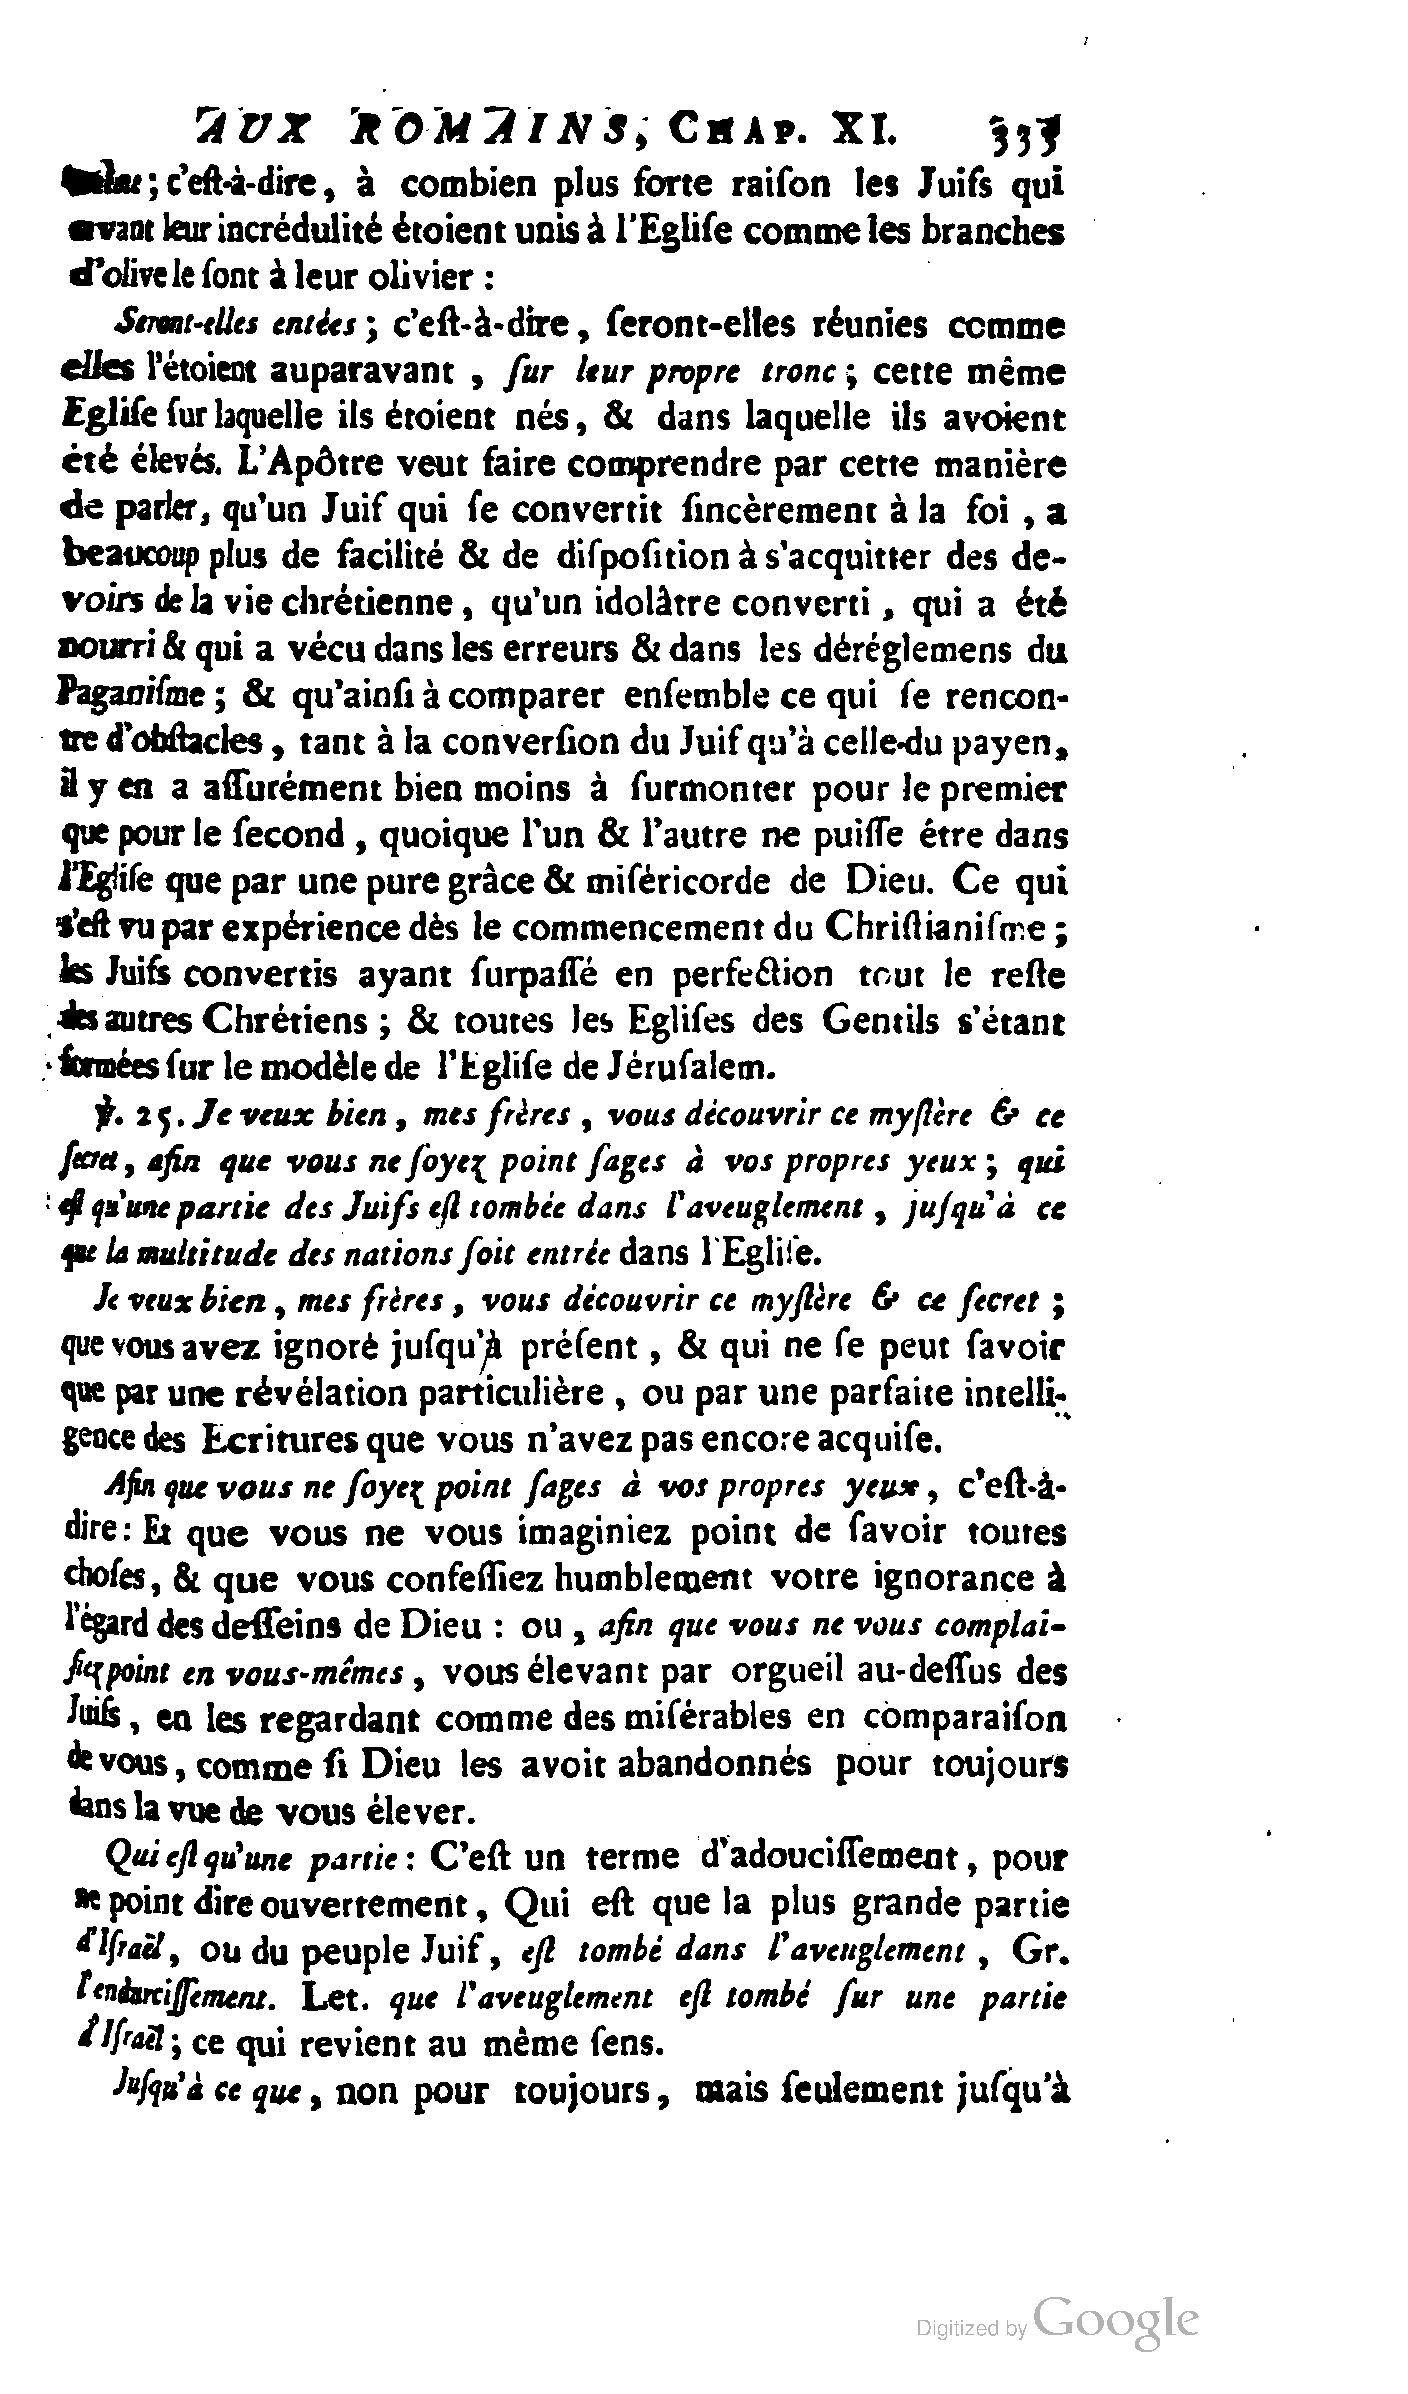 AUX ROMAINS, CHAP. XI. 335
; c'eſt-à-dire, à combien plus forte raiſon les Juifs qui
avant leur incrédulité étoient unis à l'Egliſe comme les branches
d'olive le ſont à leur olivier :
Seront-elles entées ; c'eſt-à-dire, ſeront-elles réunies comme
elles l'étoient auparavant , ſur leur propre tronc ; cette même
Egliſe ſur laquelle ils étoient nés, & dans laquelle ils avoient
été élevés. L'Apôtre veut faire comprendre par cette manière
de parler, qu'un Juif qui ſe convertit ſincèrement à la foi , a
beaucoup plus de facilité & de diſpoſition à s'acquitter des de-
voirs de la vie chrétienne, qu'un idolâtre converti , qui a été
nourri & qui a vécu dans les erreurs & dans les déréglemens du
Paganiſme ; & qu'ainſi à comparer enſemble ce qui ſe rencon-
tre d'obſtacles, tant à la converſion du Juif qu'à celle-du payen,
il y en a aſſurément bien moins à ſurmonter pour le premier
que pour le ſecond , quoique l'un & l'autre ne puiſſe être dans
l'Egliſe que par une pure grâce & miſéricorde de Dieu. Ce qui
s'eſt vu par expérience dès le commencement du Chriſtianiſme ;
les Juifs convertis ayant ſurpaſſé en perfection tout le reſte
des autres Chrétiens ; & toutes les Egliſes des Gentils s'étant
formées ſur le modèle de l'Egliſe de Jéruſalem.
℣. 25. Je veux bien, mes frères , vous découvrir ce myſtère & ce
ſecret, afin que vous ne ſoyez point ſages à vos propres yeux ; qui
eſt qu'une partie des Juifs eſt tombée dans l'aveuglement , juſqu'à ce
que la multitude des nations ſoit entrée dans l'Egliſe.
Je veux bien, mes frères , vous découvrir ce myſtère & ce ſecret ;
que vous avez ignoré juſqu'à préſent , & qui ne ſe peut ſavoir
que par une révélation particulière , ou par une parfaite intelli-
gence des Ecritures que vous n'avez pas encore acquiſe.
Afin que vous ne ſoyez point ſages à vos propres yeux, c'eſt-à-
dire: Et que vous ne vous imaginiez point de ſavoir toutes
choſes, & que vous confeſſiez humblement votre ignorance à
l'égard des deſſeins de Dieu : ou , afin que vous ne vous complai-
ſiez point en vous-mêmes , vous élevant par orgueil au-deſſus des
Juifs, en les regardant comme des miſérables en comparaiſon
de vous, comme ſi Dieu les avoit abandonnés pour toujours
dans la vue de vous élever.
Qui eſt qu'une partie : C'eſt un terme d'adouciſſement, pour
ne point dire ouvertement, Qui eſt que la plus grande partie
d'Iſraël, ou du peuple Juif, eſt tombé dans l'aveuglement , Gr.
l'endurciſſement. Let. que l'aveuglement eſt tombé ſur une partie
d'Iſraël ; ce qui revient au même ſens.
Juſqu'à ce que, non pour toujours, mais ſeulement juſqu'à
Digitized by Google